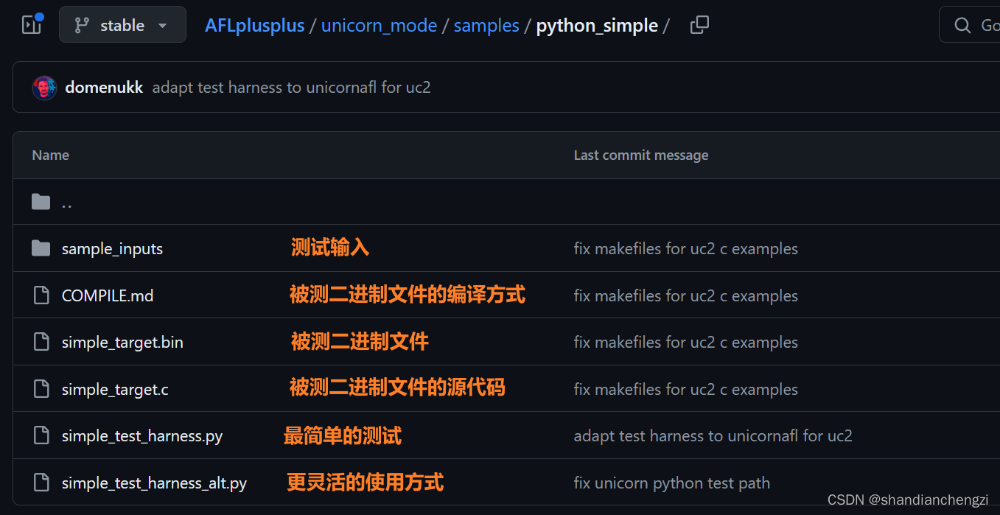 stable AFLplusplus / unicorn_mode / samples / python_simple / Go
domenukk adapt test harness to unicornafl for uc2
Name Last commit message
..
sample_inputs 测试输入 fix makefiles for uc2 c examples
COMPILE.md 被测二进制文件的编译方式 fix makefiles for uc2 c examples
simple_target.bin 被测二进制文件 fix makefiles for uc2 c examples
simple_target.c 被测二进制文件的源代码 fix makefiles for uc2 c examples
simple_test_harness.py 最简单的测试 adapt test harness to unicornafl for uc2
simple_test_harness_alt.py 更灵活的使用方式 fix unicorn python test path
CSDN @shandianchengzi